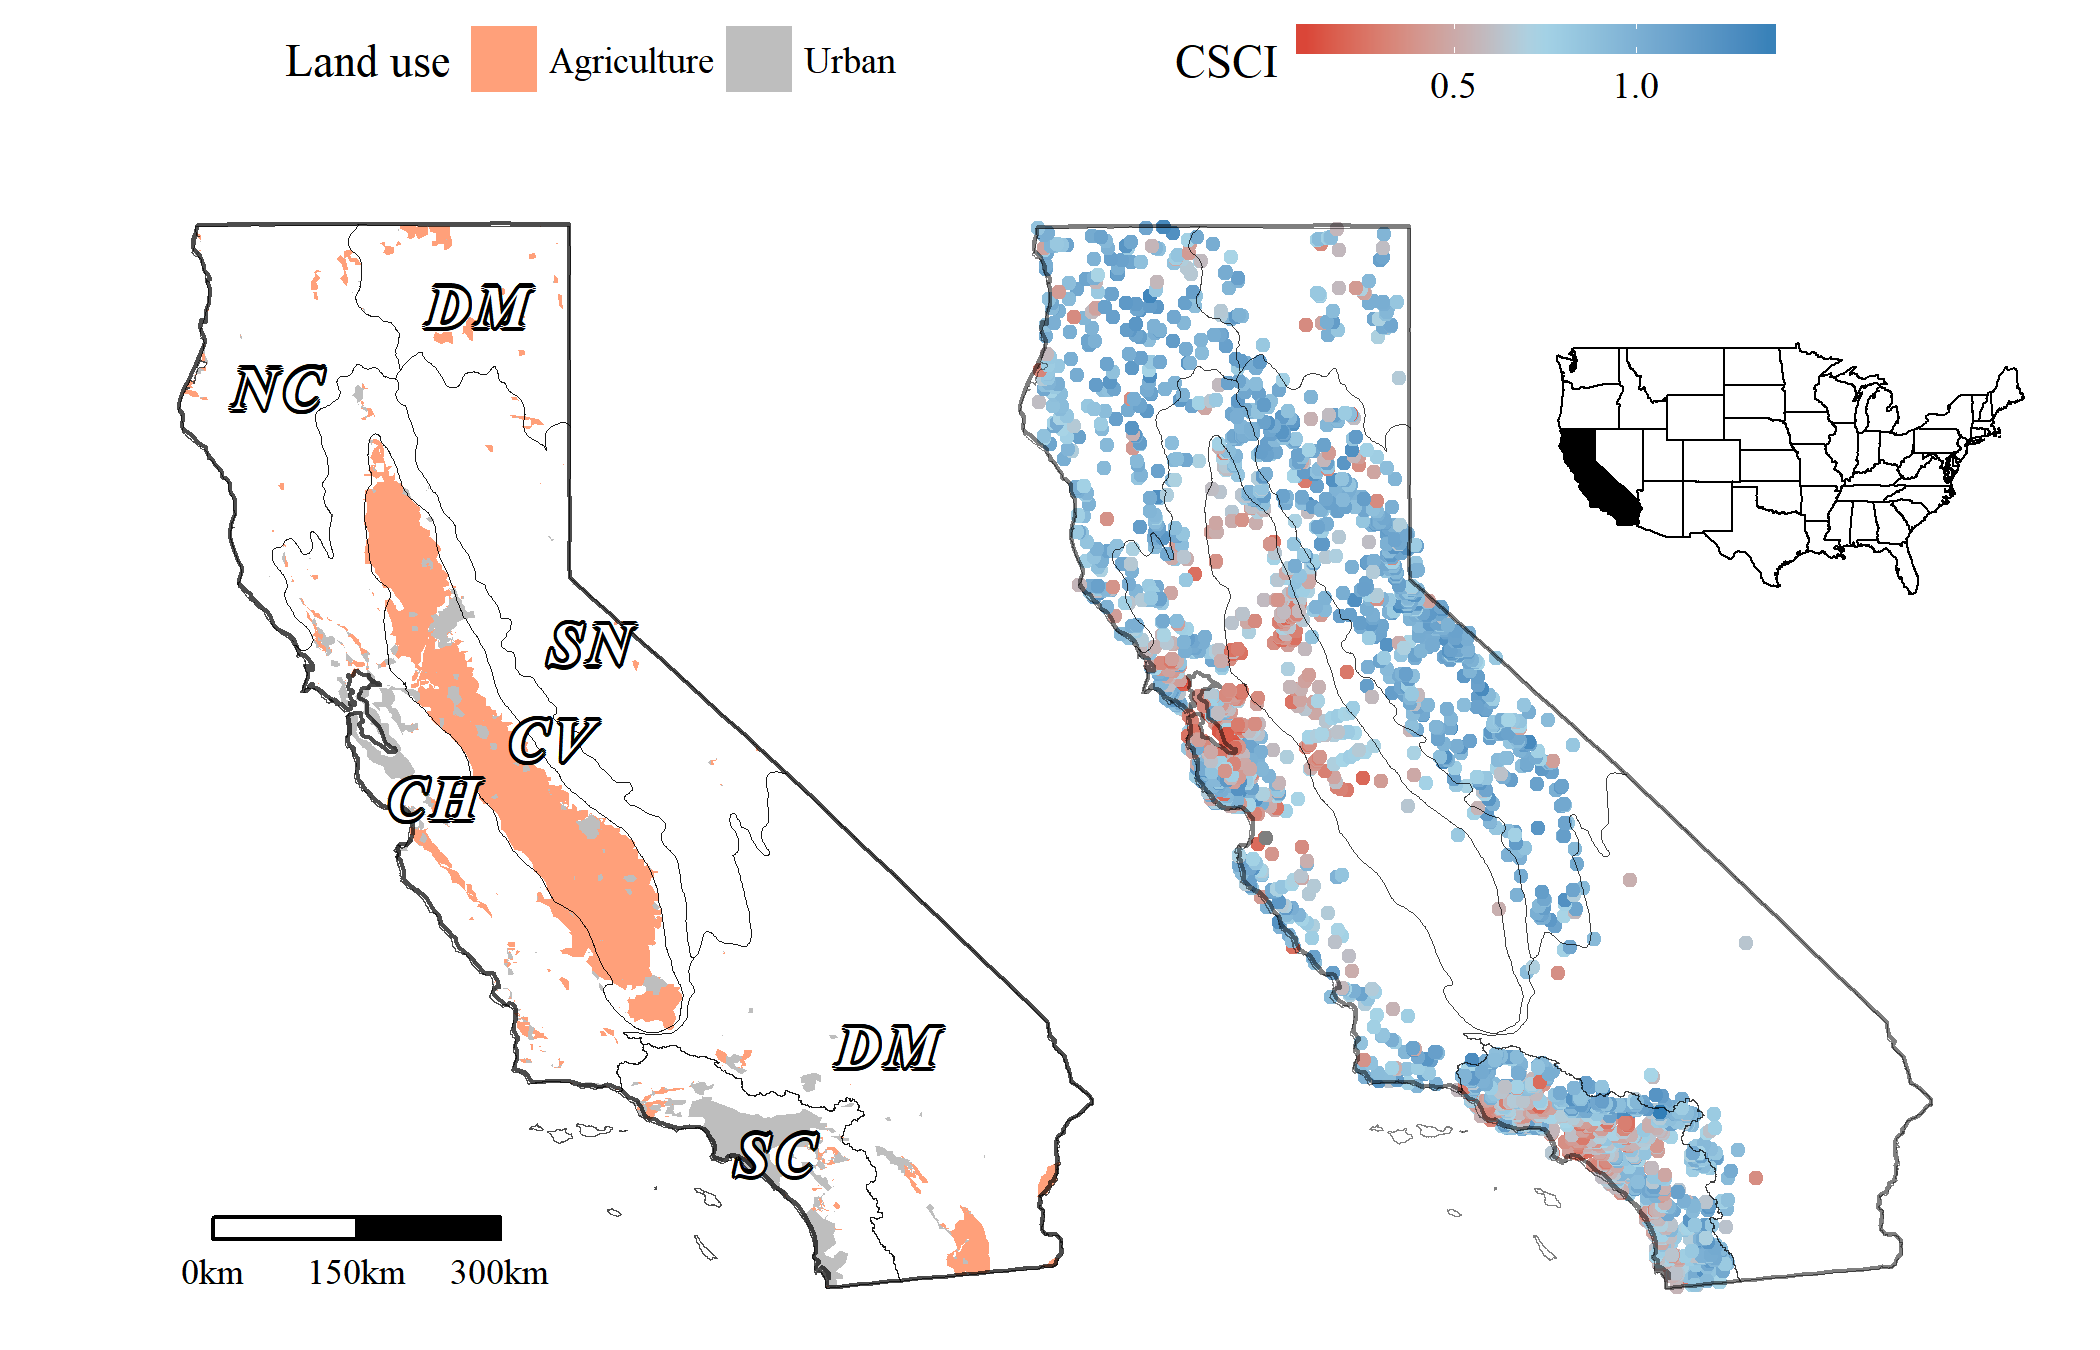 Land use Agriculture Urban
CSCI
0.5 1.0
DM
NC
SN
CV
CH
DM
SC
0km 150km 300km